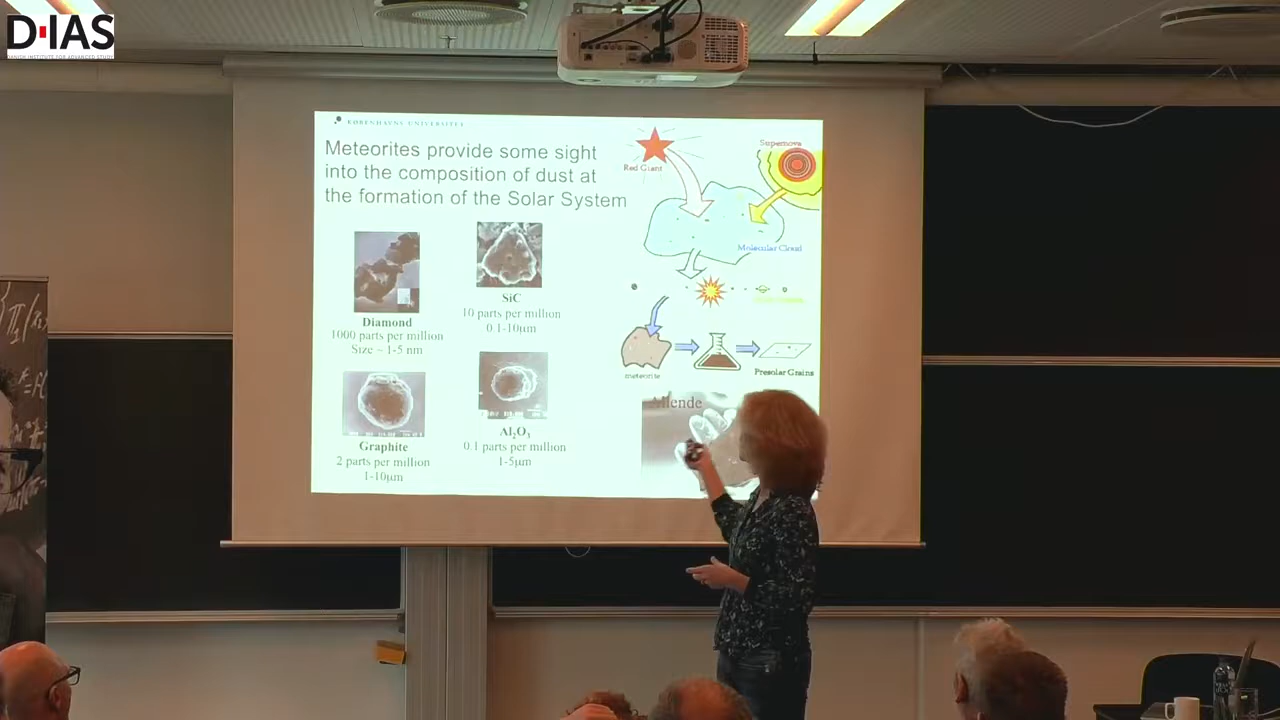 D·IAS
KØBENHAVNS UNIVERSITET
Meteorites provide some sight
into the composition of dust at
the formation of the Solar System
Diamond
1000 parts per million
Size ~ 1-5 nm
SiC
10 parts per million
0.1-10μm
Graphite
2 parts per million
1-10μm
Al₂O₃
0.1 parts per million
1-5μm
Red Giant
Supernova
Molecular Cloud
meteorite
Presolar Grains
Allende